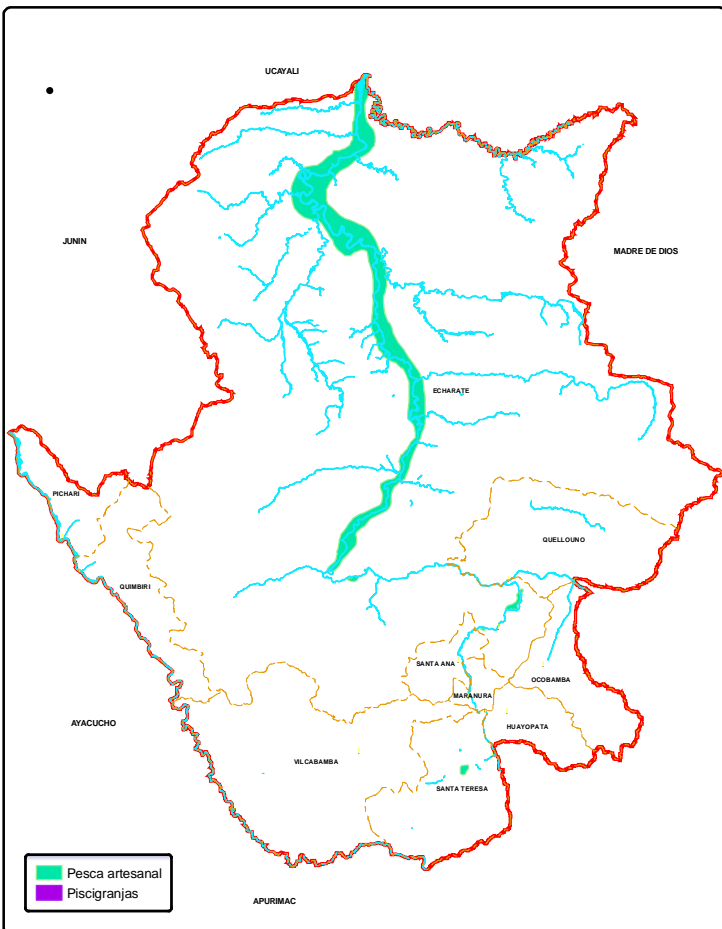 UCAYALI
JUNIN
MADRE DE DIOS
ECHARATE
PICHARI
QUELLOUNO
QUIMBIRI
SANTA ANA
OCOBAMBA
MARANURA
AYACUCHO
HUAYOPATA
VILCABAMBA
SANTA TERESA
Pesca artesanal
Piscigranjas
APURIMAC